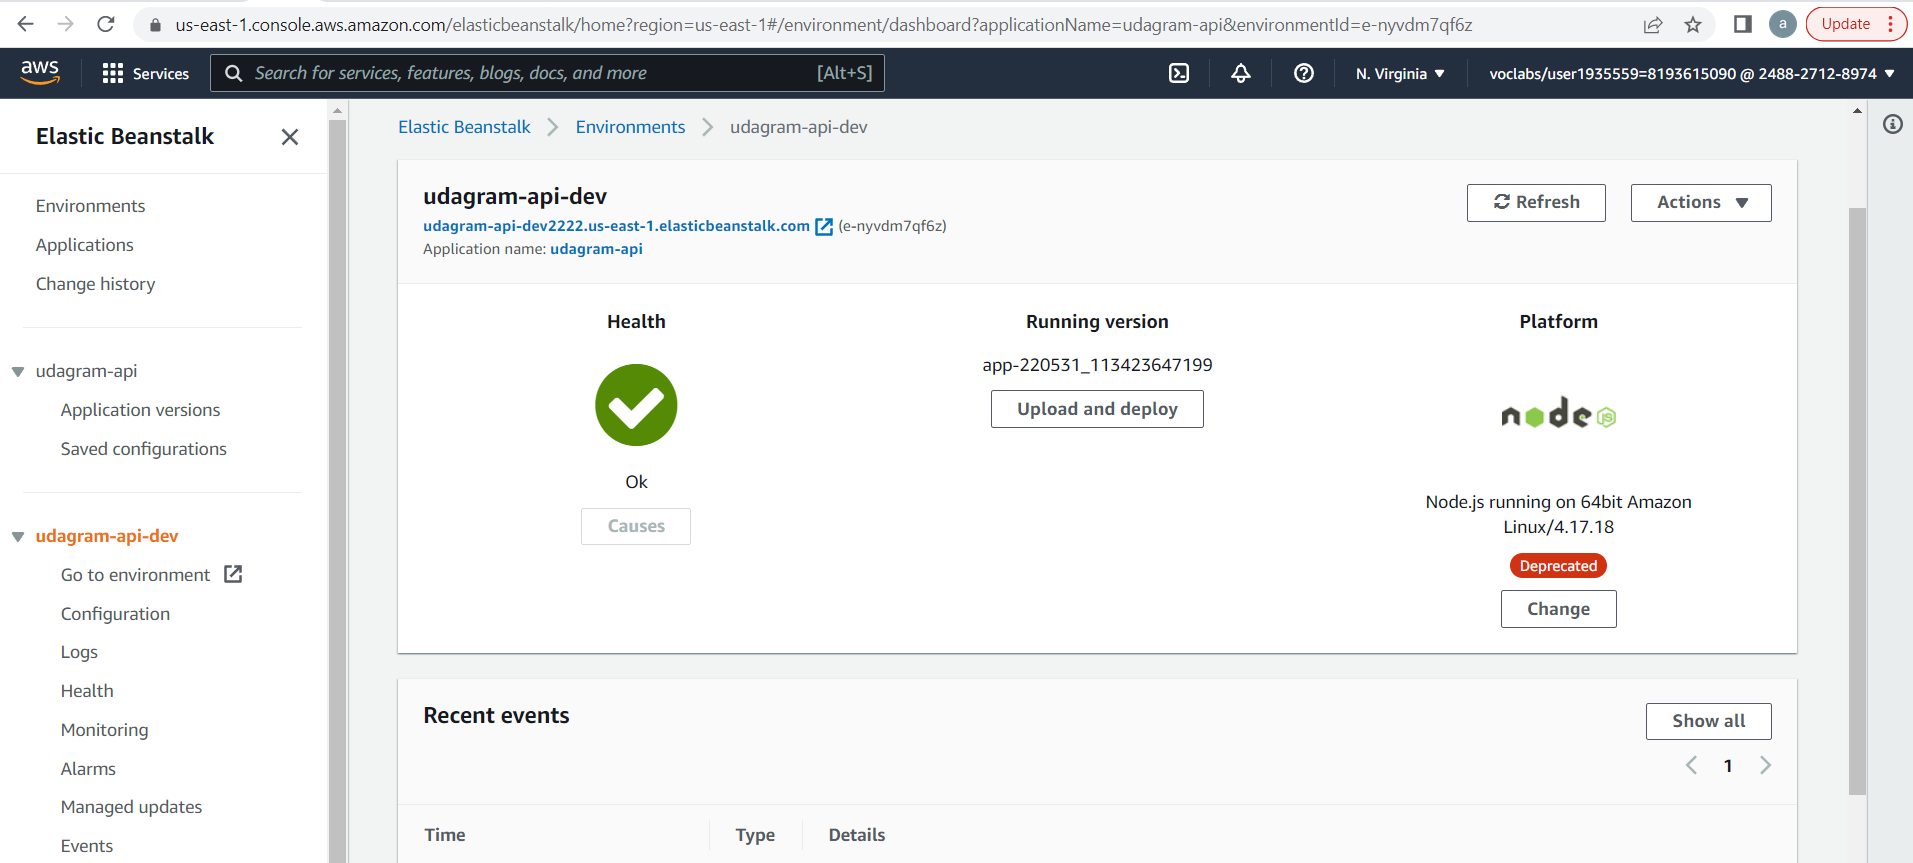 us-east-1.console.aws.amazon.com/elasticbeanstalk/home?region=us-east-1#/environment/dashboard?applicationName=udagram-api&environmentId=e-nyvdm7qf6z
a
Update
aws
Services
Search for services, features, blogs, docs, and more
[Alt+S]
N. Virginia
voclabs/user1935559=8193615090 @ 2488-2712-8974
Elastic Beanstalk
Environments
Applications
Change history
udagram-api
Application versions
Saved configurations
udagram-api-dev
Go to environment
Configuration
Logs
Health
Monitoring
Alarms
Managed updates
Events
Elastic Beanstalk
Environments
udagram-api-dev
udagram-api-dev
udagram-api-dev2222.us-east-1.elasticbeanstalk.com (e-nyvdm7qf6z)
Application name: udagram-api
Refresh
Actions
Health
Ok
Causes
Running version
app-220531_113423647199
Upload and deploy
Platform
node
JS
Node.js running on 64bit Amazon
Linux/4.17.18
Deprecated
Change
Recent events
Show all
1
Time
Type
Details